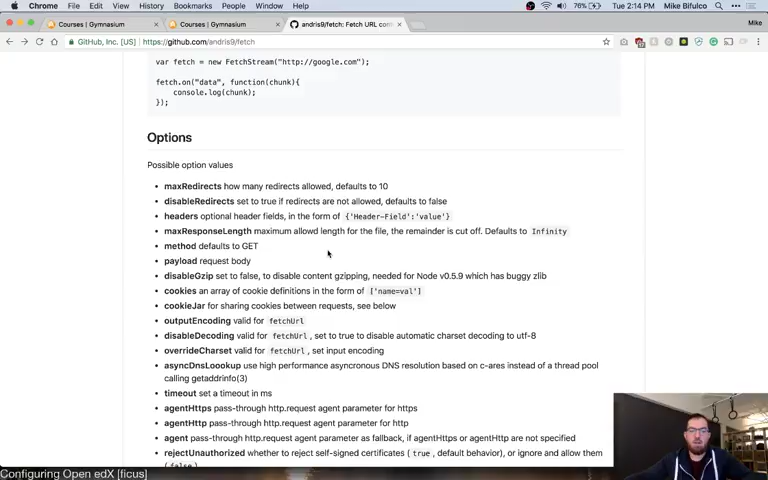 Chrome File Edit View History Bookmarks People Window Help
76% Tue 2:14 PM Mike Bifulco
Courses | Gymnasium
Courses | Gymnasium
andris9/fetch: Fetch URL cont
Mike
GitHub, Inc. [US] https://github.com/andris9/fetch
var fetch = new FetchStream("http://google.com");
fetch.on("data", function(chunk){
console.log(chunk);
});
Options
Possible option values
• maxRedirects how many redirects allowed, defaults to 10
• disableRedirects set to true if redirects are not allowed, defaults to false
• headers optional header fields, in the form of {'Header-Field':'value'}
• maxResponseLength maximum allowd length for the file, the remainder is cut off. Defaults to Infinity
• method defaults to GET
• payload request body
• disableGzip set to false, to disable content gzipping, needed for Node v0.5.9 which has buggy zlib
• cookies an array of cookie definitions in the form of ['name=val']
• cookieJar for sharing cookies between requests, see below
• outputEncoding valid for fetchUrl
• disableDecoding valid for fetchUrl, set to true to disable automatic charset decoding to utf-8
• overrideCharset valid for fetchUrl, set input encoding
• asyncDnsLoookup use high performance asyncronous DNS resolution based on c-ares instead of a thread pool
calling getaddrinfo(3)
• timeout set a timeout in ms
• agentHttps pass-through http.request agent parameter for https
• agentHttp pass-through http.request agent parameter for http
• agent pass-through http.request agent parameter as fallback, if agentHttps or agentHttp are not specified
• rejectUnauthorized whether to reject self-signed certificates (true, default behavior), or ignore and allow them
(false)
Configuring Open edX [ficus]